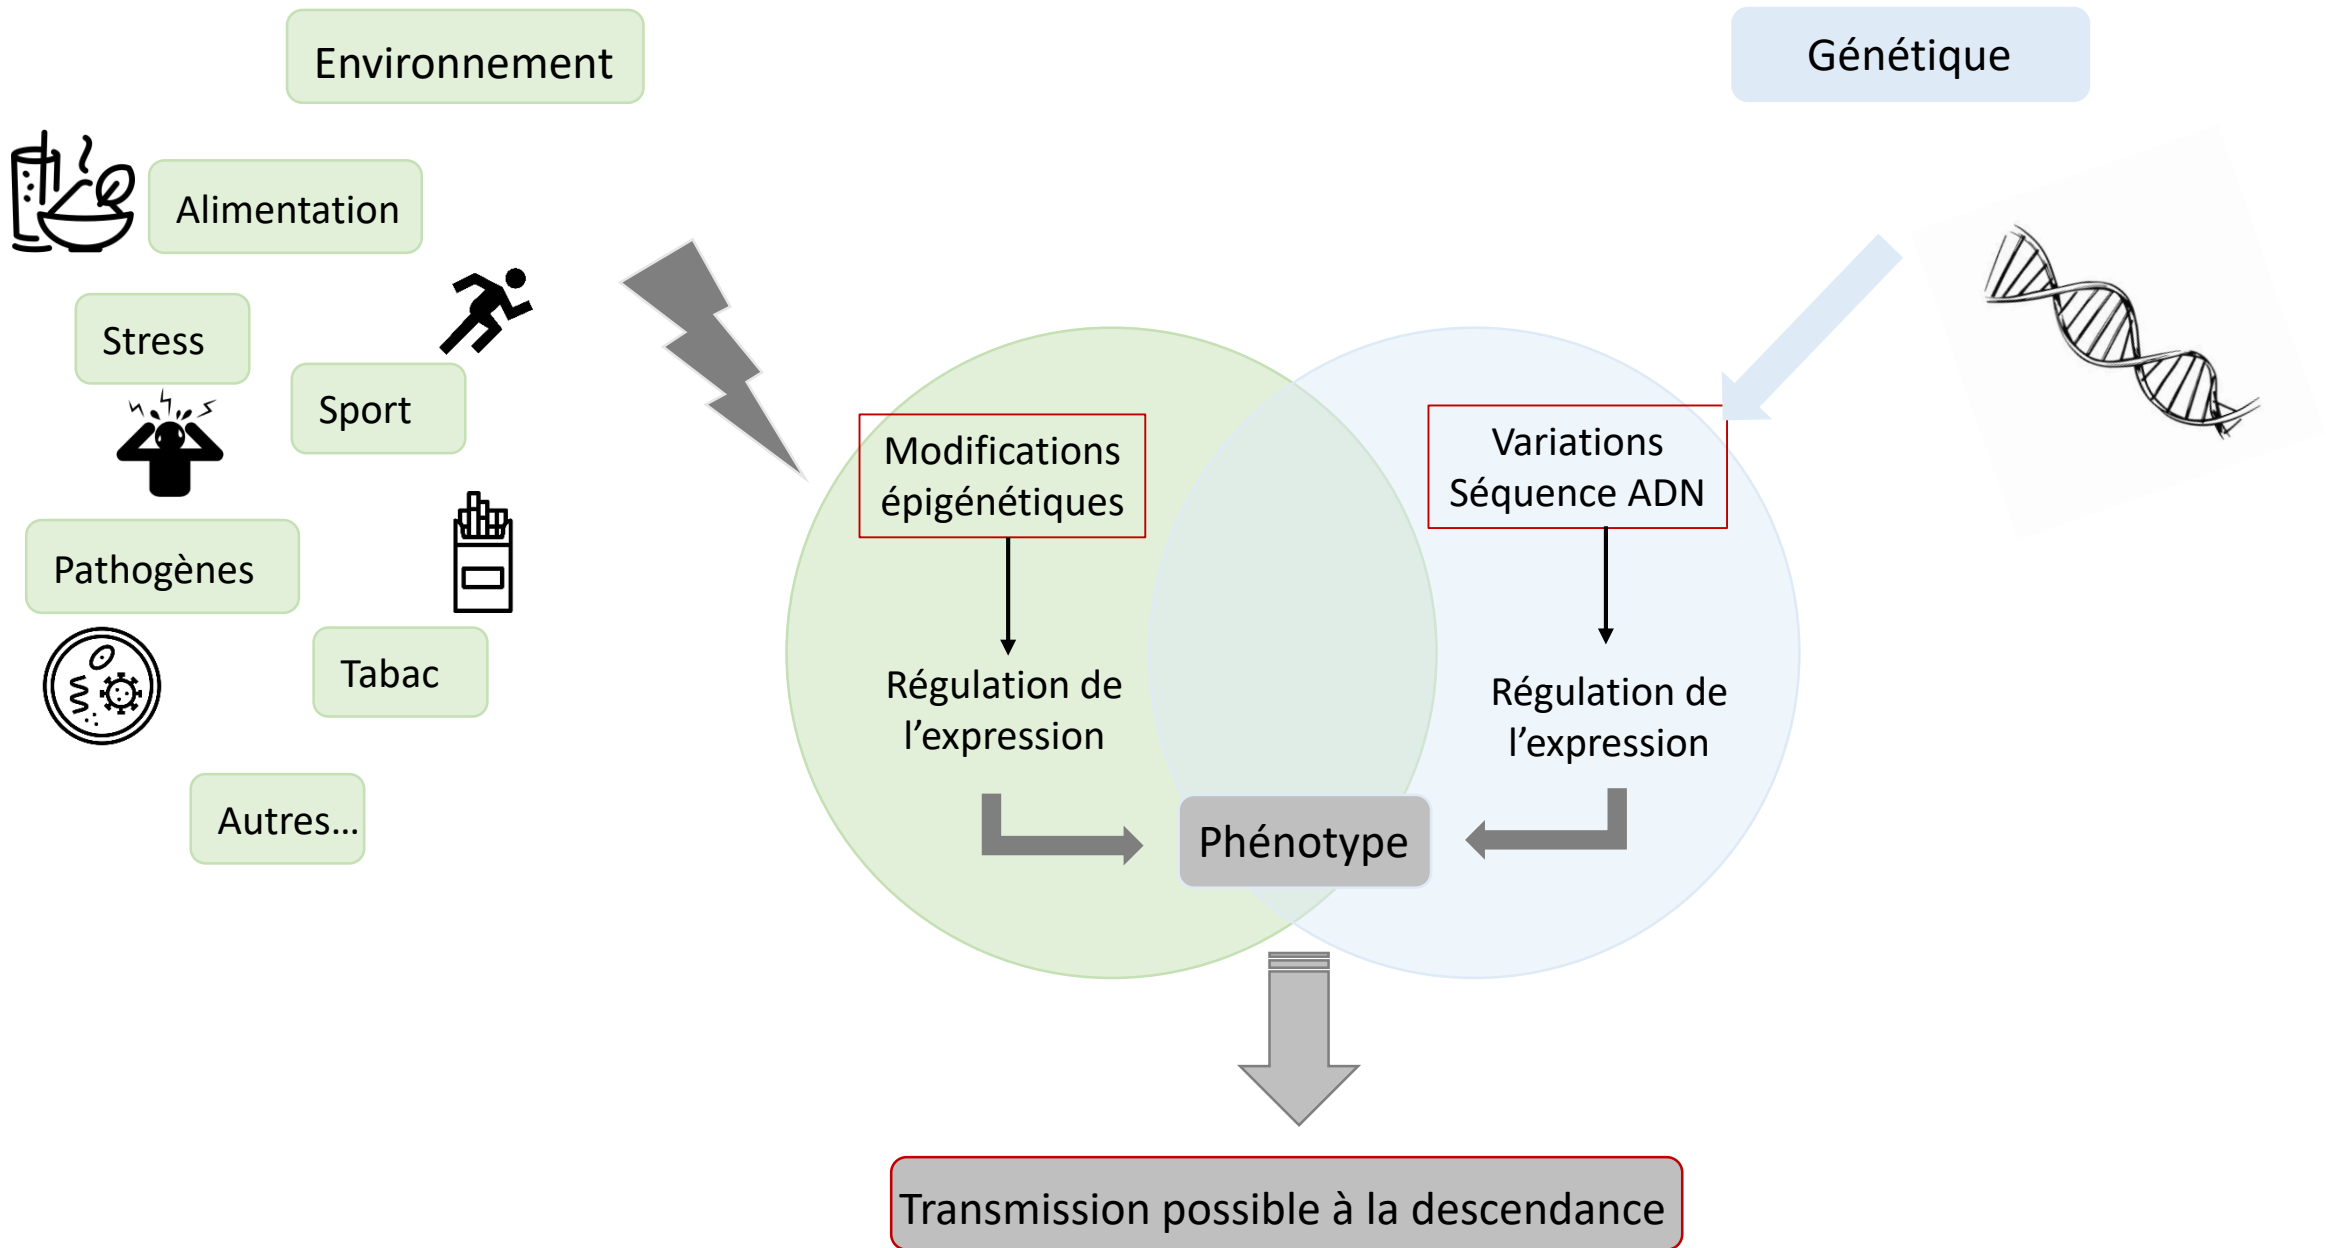 Environnement
Génétique
Alimentation
Stress
Sport
Pathogènes
Tabac
Autres...
Modifications
épigénétiques
Régulation de
l’expression
Variations
Séquence ADN
Régulation de
l’expression
Phénotype
Transmission possible à la descendance